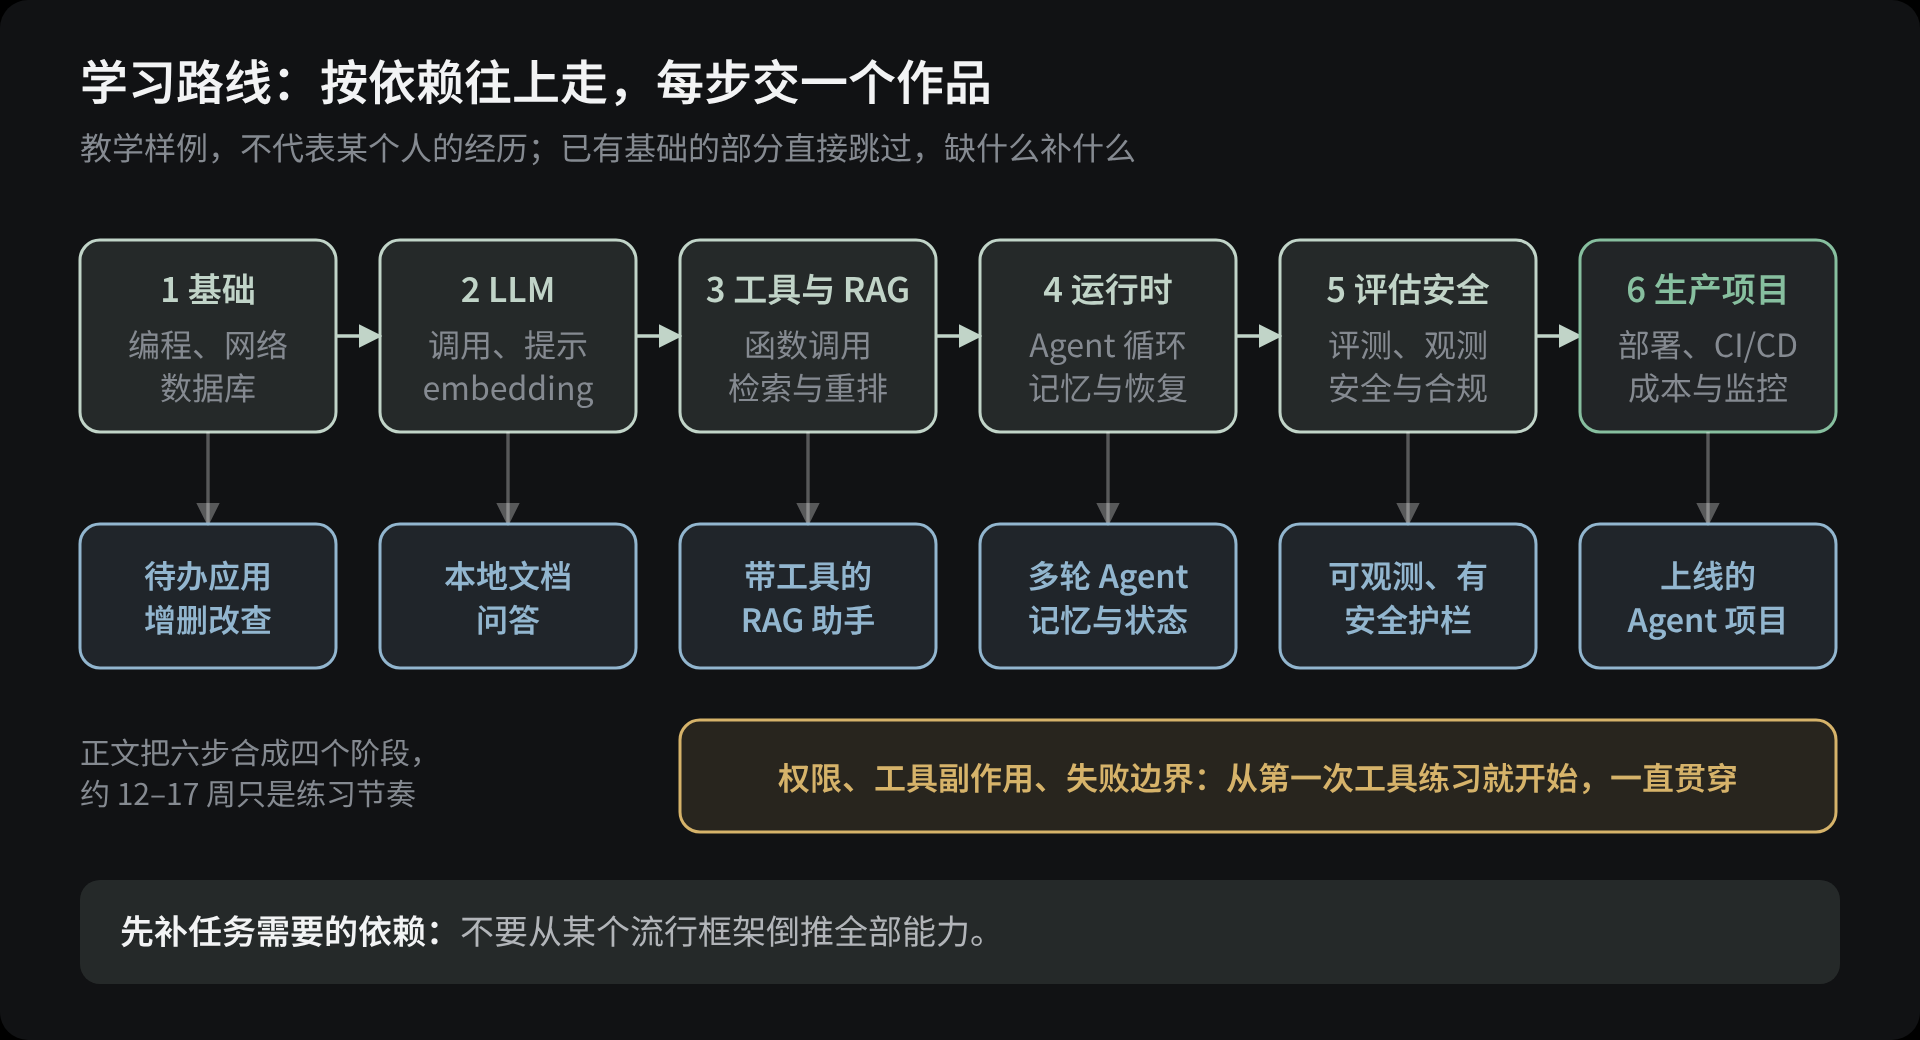 学习路线：按依赖往上走，每步交一个作品
教学样例，不代表某个人的经历；已有基础的部分直接跳过，缺什么补什么
1 基础
编程、网络
数据库
2 LLM
调用、提示
embedding
3 工具与 RAG
函数调用
检索与重排
4 运行时
Agent 循环
记忆与恢复
5 评估安全
评测、观测
安全与合规
6 生产项目
部署、CI/CD
成本与监控
待办应用
增删改查
本地文档
问答
带工具的
RAG 助手
多轮 Agent
记忆与状态
可观测、有
安全护栏
上线的
Agent 项目
正文把六步合成四个阶段，
约 12–17 周只是练习节奏
权限、工具副作用、失败边界：从第一次工具练习就开始，一直贯穿
先补任务需要的依赖：不要从某个流行框架倒推全部能力。